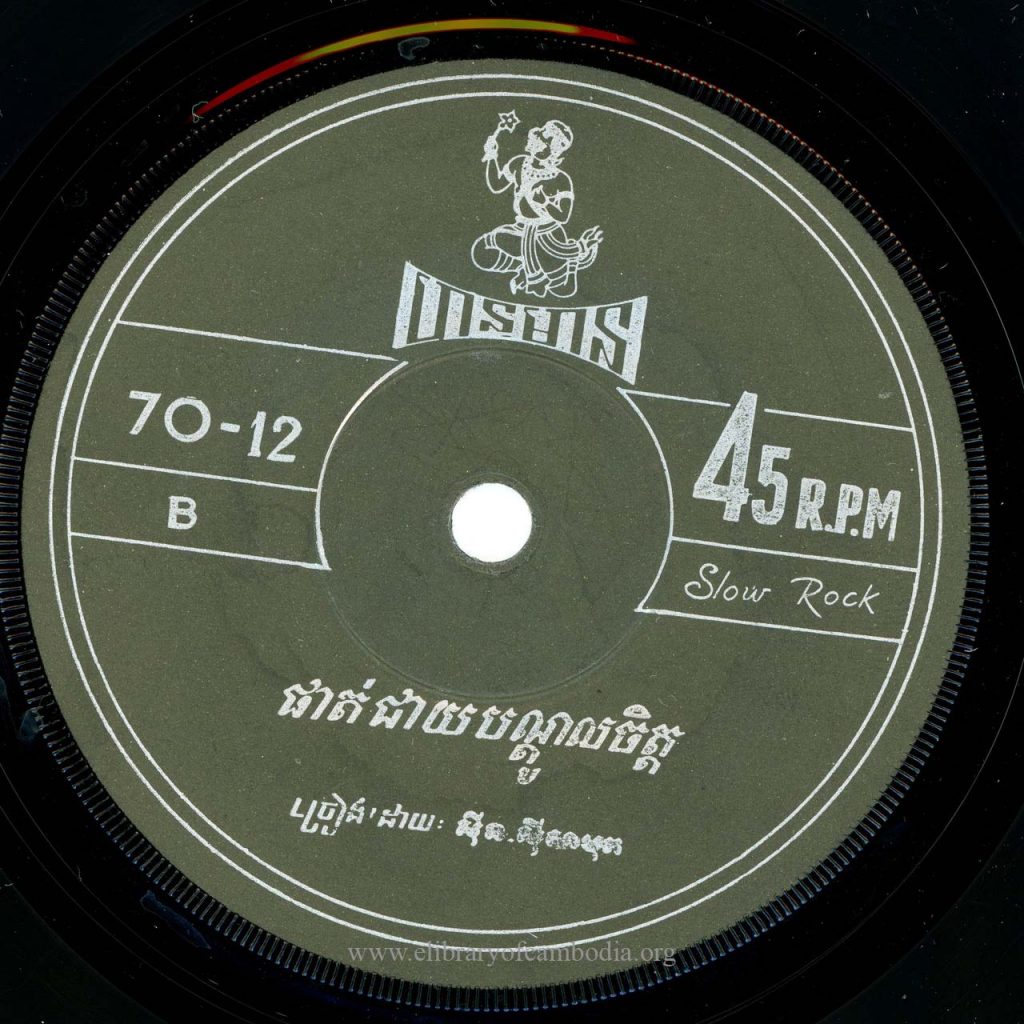 70-12
B
45 R.P.M
Slow Rock
ផាត់ជាយបណ្តូលចិត្ត
ច្រៀងដោយ: ស៊ីន.ស៊ីសាមុត
www.elibraryofcambodia.org